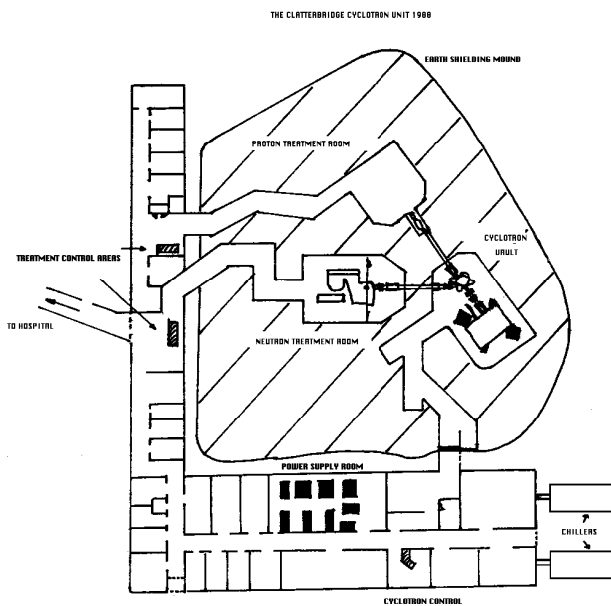 THE CLATTERBRIDGE CYCLOTRON UNIT 1988
EARTH SHIELDING MOUND
PROTON TREATMENT ROOM
CYCLOTRON
VAULT
TREATMENT CONTROL AREAS
TO HOSPITAL
NEUTRON TREATMENT ROOM
POWER SUPPLY ROOM
CHILLERS
CYCLOTRON CONTROL